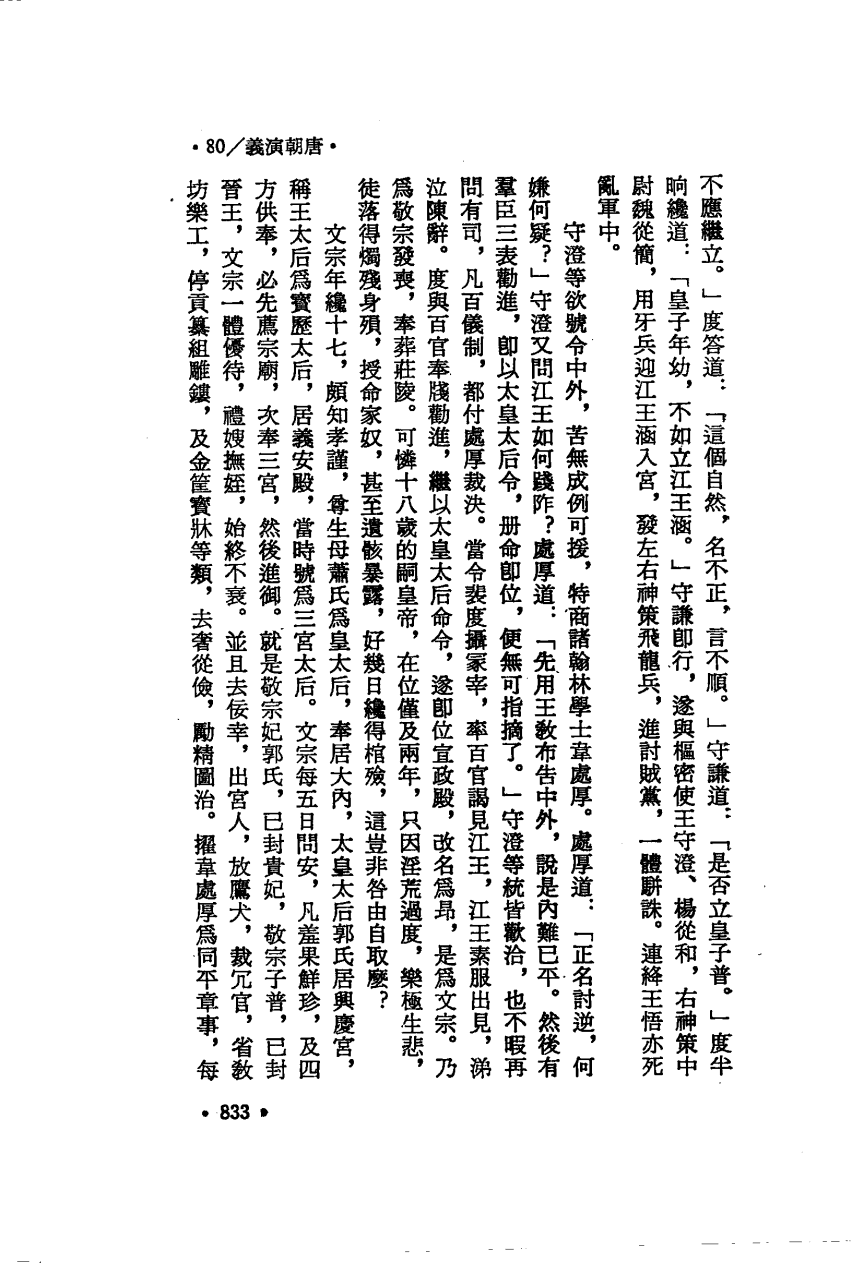 ·80／義演朝唐·
不應繼立。」度答道：「這個自然，名不正，言不順。」守謙道：「是否立皇子普。」度半
晌纔道：「皇子年幼，不如立江王涵。」守謙卽行，遂與樞密使王守澄、楊從和，右神策中
尉魏從簡，用牙兵迎江王涵入宮，發左右神策飛龍兵，進討賊黨，一體駢誅。連絳王悟亦死
亂軍中。
守澄等欲號令中外，苦無成例可援，特商諸翰林學士韋處厚。處厚道：「正名討逆，何
嫌何疑？」守澄又問江王如何踐阼？處厚道：「先用王敎布告中外，說是內難已平。然後有
羣臣三表勸進，卽以太皇太后令，册命卽位，便無可指摘了。」守澄等統皆歡洽，也不暇再
問有司，凡百儀制，都付處厚裁決。當令裴度攝冢宰，率百官謁見江王，江王素服出見，涕
泣陳辭。度與百官奉牋勸進，繼以太皇太后命令，遂卽位宣政殿，改名爲昻，是爲文宗。乃
爲敬宗發喪，奉葬莊陵。可憐十八歲的嗣皇帝，在位僅及兩年，只因淫荒過度，樂極生悲，
徒落得燭殘身殞，授命家奴，甚至遺骸暴露，好幾日纔得棺殮，這豈非咎由自取麼？
文宗年纔十七，頗知孝謹，尊生母蕭氏爲皇太后，奉居大內，太皇太后郭氏居興慶宮，
稱王太后爲寶歷太后，居義安殿，當時號爲三宮太后。文宗每五日問安，凡羞果鮮珍，及四
方供奉，必先薦宗廟，次奉三宮，然後進御。就是敬宗妃郭氏，已封貴妃，敬宗子普，已封
晉王，文宗一體優待，禮嫂撫姪，始終不衰。並且去佞幸，出宮人，放鷹犬，裁冗官，省敎
坊樂工，停貢纂組雕鏤，及金筐寶牀等類，去奢從儉，勵精圖治。擢韋處厚爲同平章事，每
·833·